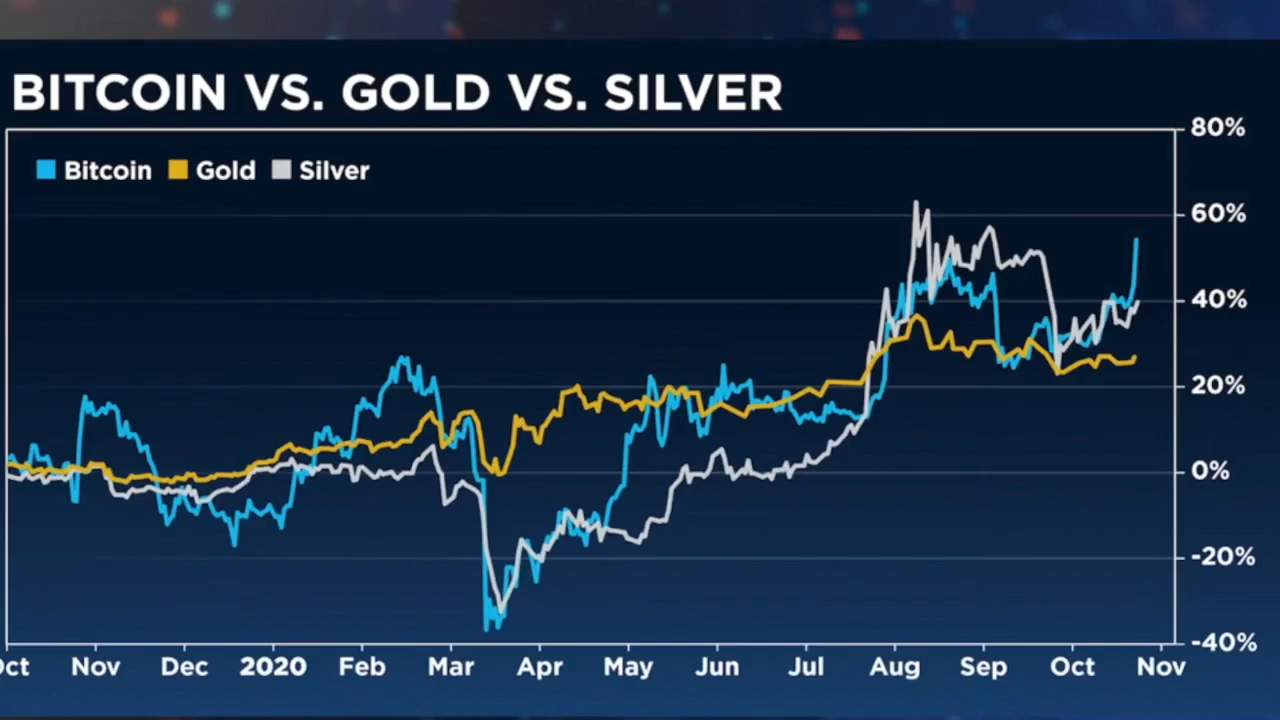 BITCOIN VS. GOLD VS. SILVER
Bitcoin Gold Silver
80%
60%
40%
20%
0%
-20%
-40%
Oct Nov Dec 2020 Feb Mar Apr May Jun Jul Aug Sep Oct Nov